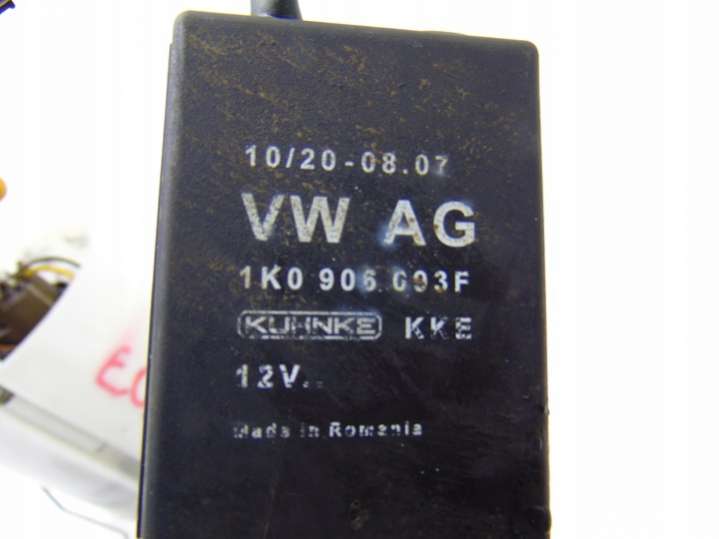 10/20-08.07
VW AG
1K0 906 093F
KUHNKE KKE
12V
Made in Romania